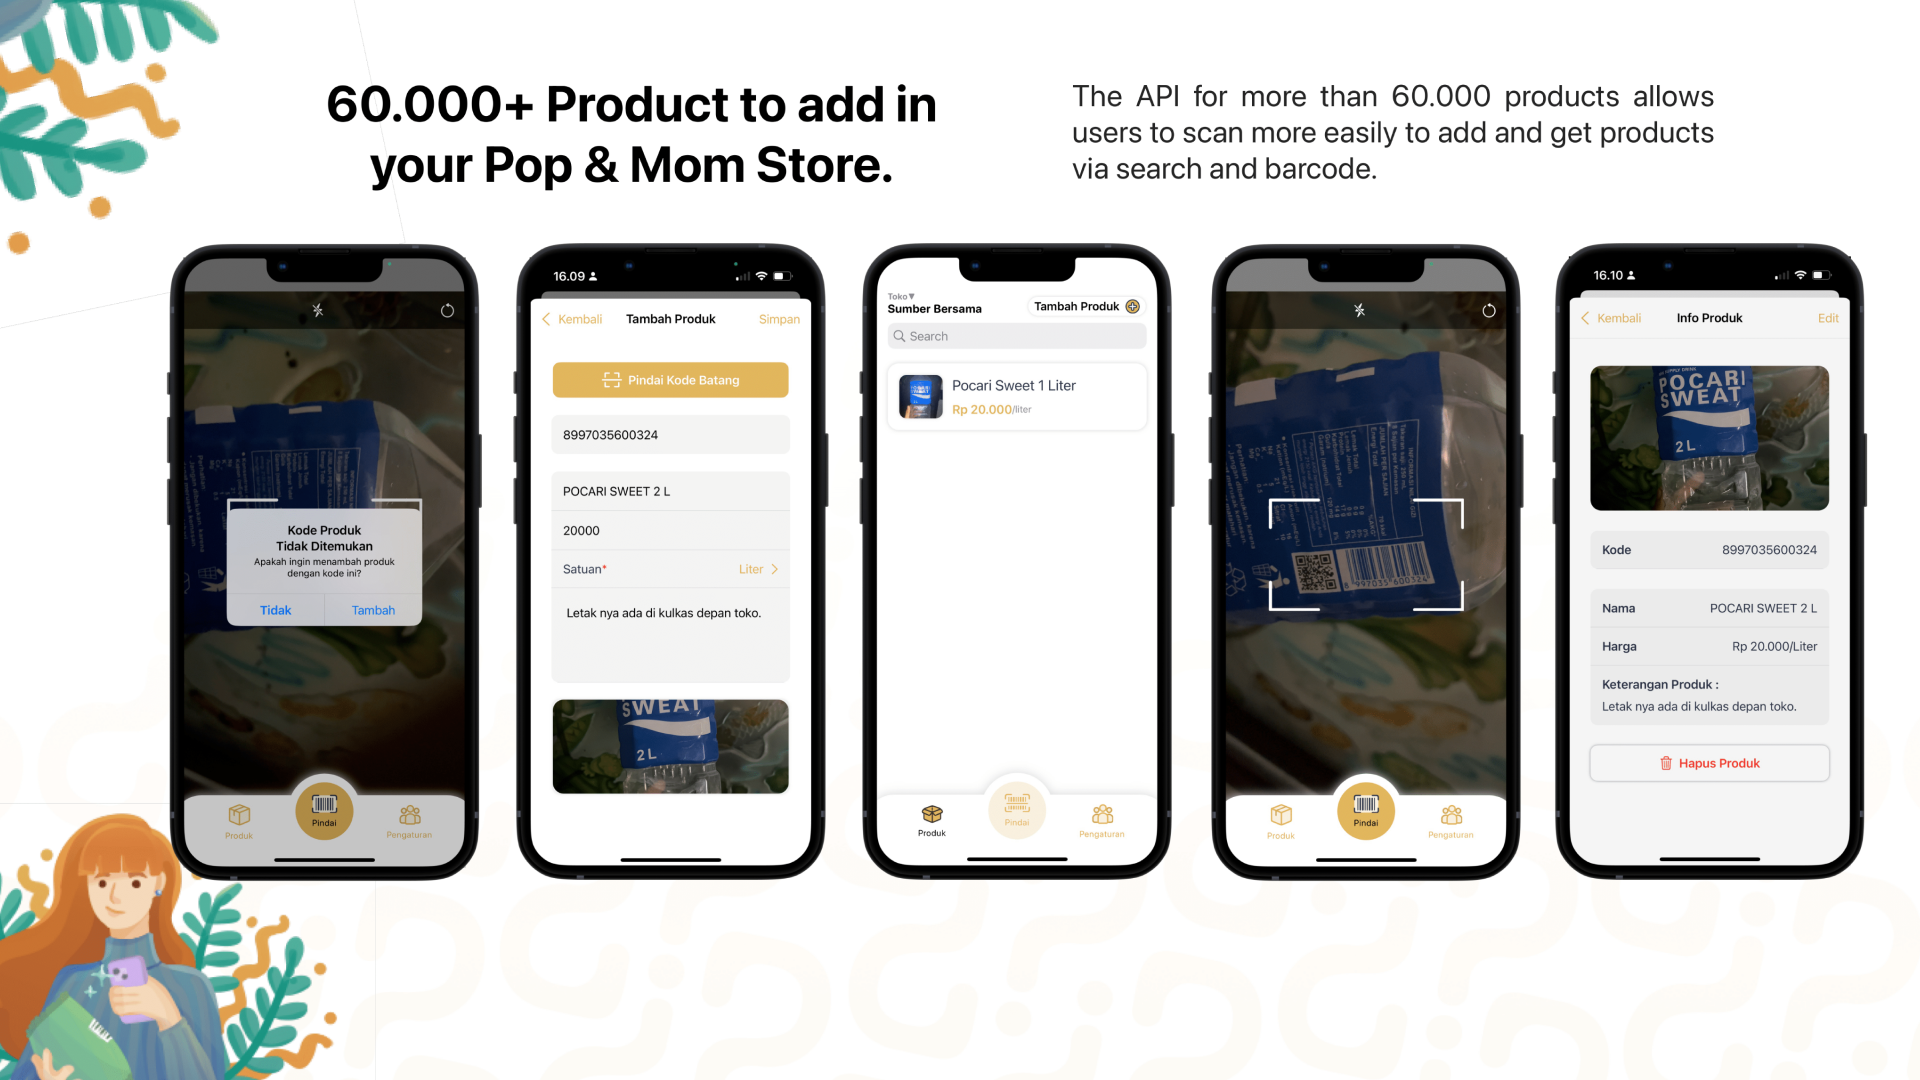 60.000+ Product to add in
your Pop & Mom Store.
The API for more than 60.000 products allows
users to scan more easily to add and get products
via search and barcode.
Kode Produk
Tidak Ditemukan
Apakah ingin menambah produk
dengan kode ini?
Tidak
Tambah
Produk
Pindai
Pengaturan
16.09
Kembali
Tambah Produk
Simpan
Pindai Kode Batang
8997035600324
POCARI SWEET 2 L
20000
Satuan*
Liter
Letak nya ada di kulkas depan toko.
SWEAT
2 L
Toko▼
Sumber Bersama
Tambah Produk
Search
Pocari Sweet 1 Liter
Rp 20.000/liter
Produk
Pindai
Pengaturan
Produk
Pindai
Pengaturan
16.10
Kembali
Info Produk
Edit
POCARI
SWEAT
2 L
Kode
8997035600324
Nama
POCARI SWEET 2 L
Harga
Rp 20.000/Liter
Keterangan Produk :
Letak nya ada di kulkas depan toko.
Hapus Produk